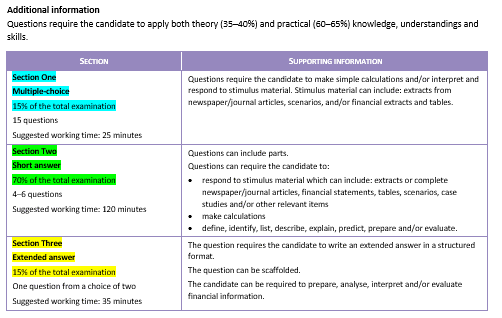 Additional information
Questions require the candidate to apply both theory (35–40%) and practical (60–65%) knowledge, understandings and
skills.
SECTION
SUPPORTING INFORMATION
Section One
Multiple-choice
15% of the total examination
15 questions
Suggested working time: 25 minutes
Questions require the candidate to make simple calculations and/or interpret and
respond to stimulus material. Stimulus material can include: extracts from
newspaper/journal articles, scenarios, and/or financial extracts and tables.
Section Two
Short answer
70% of the total examination
4–6 questions
Suggested working time: 120 minutes
Questions can include parts.
Questions can require the candidate to:
• respond to stimulus material which can include: extracts or complete
newspaper/journal articles, financial statements, tables, scenarios, case
studies and/or other relevant items
• make calculations
• define, identify, list, describe, explain, predict, prepare and/or evaluate.
Section Three
Extended answer
15% of the total examination
One question from a choice of two
Suggested working time: 35 minutes
The question requires the candidate to write an extended answer in a structured
format.
The question can be scaffolded.
The candidate can be required to prepare, analyse, interpret and/or evaluate
financial information.